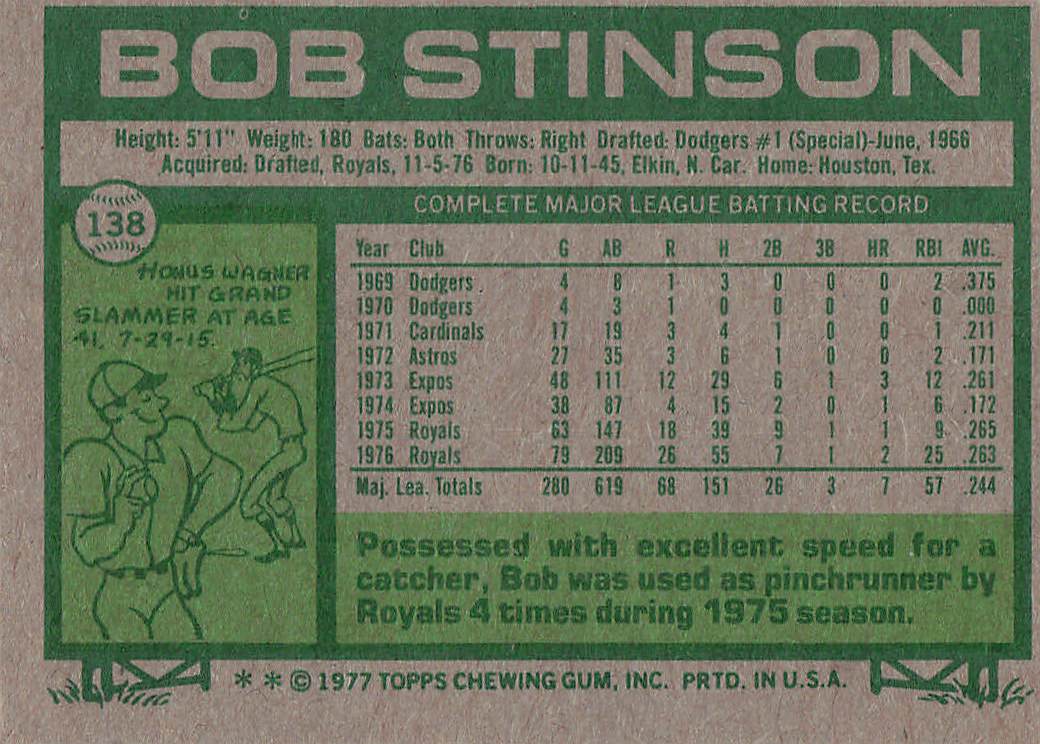 BOB STINSON
Height: 5'11" Weight: 180 Bats: Both Throws: Right Drafted: Dodgers #1 (Special)-June, 1966
Acquired: Drafted, Royals, 11-5-76 Born: 10-11-45, Elkin, N. Car. Home: Houston, Tex.
138
HONUS WAGNER
HIT GRAND
SLAMMER AT AGE
41, 7-29-15.
COMPLETE MAJOR LEAGUE BATTING RECORD
Year Club G AB R H 2B 3B HR RBI AVG.
1969 Dodgers 4 8 1 3 0 0 0 2 .375
1970 Dodgers 4 3 1 0 0 0 0 0 .000
1971 Cardinals 17 19 3 4 1 0 0 1 .211
1972 Astros 27 35 3 6 1 0 0 2 .171
1973 Expos 48 111 12 29 6 1 3 12 .261
1974 Expos 38 87 4 15 2 0 1 6 .172
1975 Royals 63 147 18 39 9 1 1 9 .265
1976 Royals 79 209 26 55 7 1 2 25 .263
Maj. Lea. Totals 280 619 68 151 26 3 7 57 .244
Possessed with excellent speed for a
catcher, Bob was used as pinchrunner by
Royals 4 times during 1975 season.
* * © 1977 TOPPS CHEWING GUM, INC. PRTD. IN U.S.A.